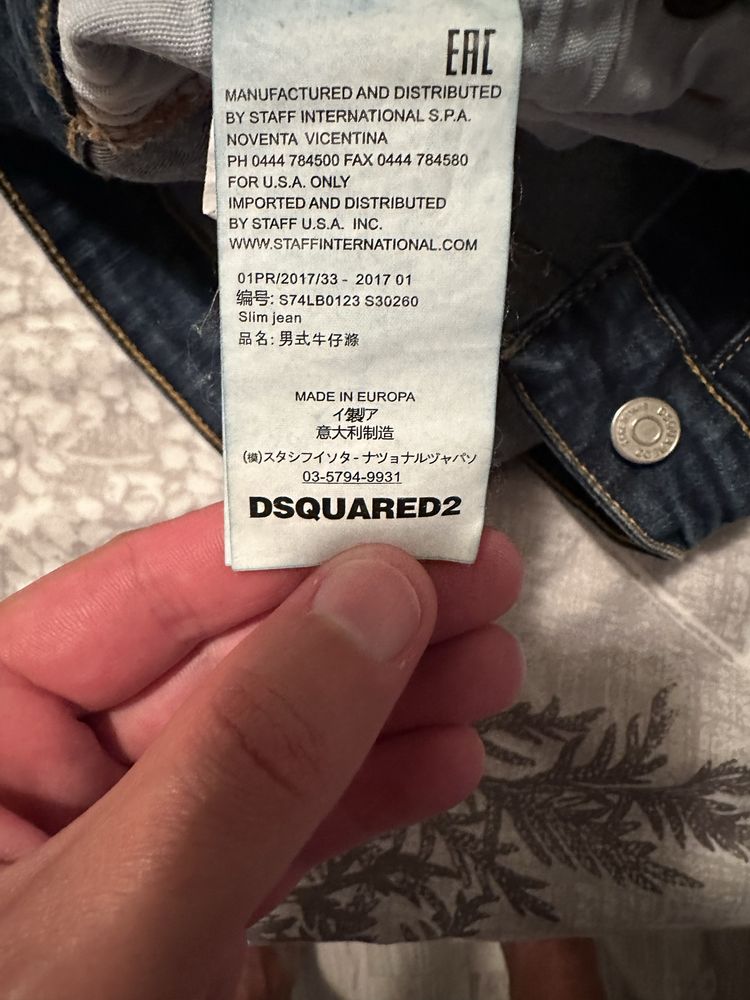 EAC
MANUFACTURED AND DISTRIBUTED
BY STAFF INTERNATIONAL S.P.A.
NOVENTA VICENTINA
PH 0444 784500 FAX 0444 784580
FOR U.S.A. ONLY
IMPORTED AND DISTRIBUTED
BY STAFF U.S.A. INC.
WWW.STAFFINTERNATIONAL.COM
01PR/2017/33 - 2017 01
编号: S74LB0123 S30260
Slim jean
品名: 男式牛仔滌
MADE IN EUROPA
イ製ア
意大利制造
(模)スタシフイソタ-ナツョナルヅャパソ
03-5794-9931
DSQUARED2